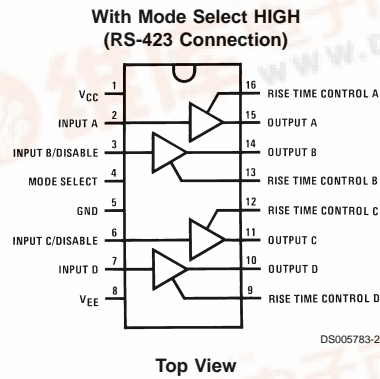 With Mode Select HIGH
(RS-423 Connection)
VCC 1
INPUT A 2
INPUT B/DISABLE 3
MODE SELECT 4
GND 5
INPUT C/DISABLE 6
INPUT D 7
VEE 8
16 RISE TIME CONTROL A
15 OUTPUT A
14 OUTPUT B
13 RISE TIME CONTROL B
12 RISE TIME CONTROL C
11 OUTPUT C
10 OUTPUT D
9 RISE TIME CONTROL D
DS005783-2
Top View